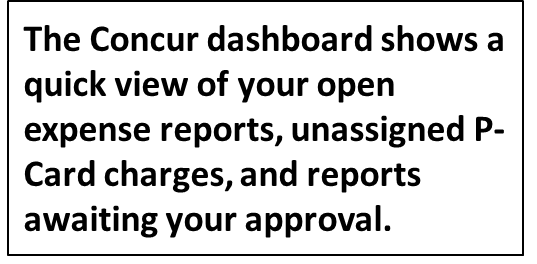 The Concur dashboard shows a
quick view of your open
expense reports, unassigned P-
Card charges, and reports
awaiting your approval.